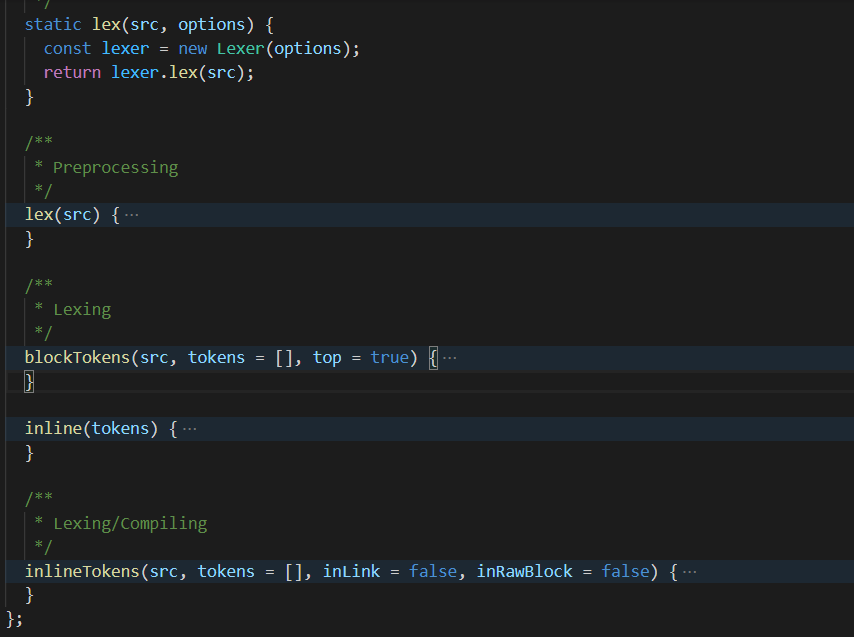 */
static lex(src, options) {
const lexer = new Lexer(options);
return lexer.lex(src);
}
/**
* Preprocessing
*/
lex(src) {···
}
/**
* Lexing
*/
blockTokens(src, tokens = [], top = true) {···
}
inline(tokens) {···
}
/**
* Lexing/Compiling
*/
inlineTokens(src, tokens = [], inLink = false, inRawBlock = false) {···
}
};